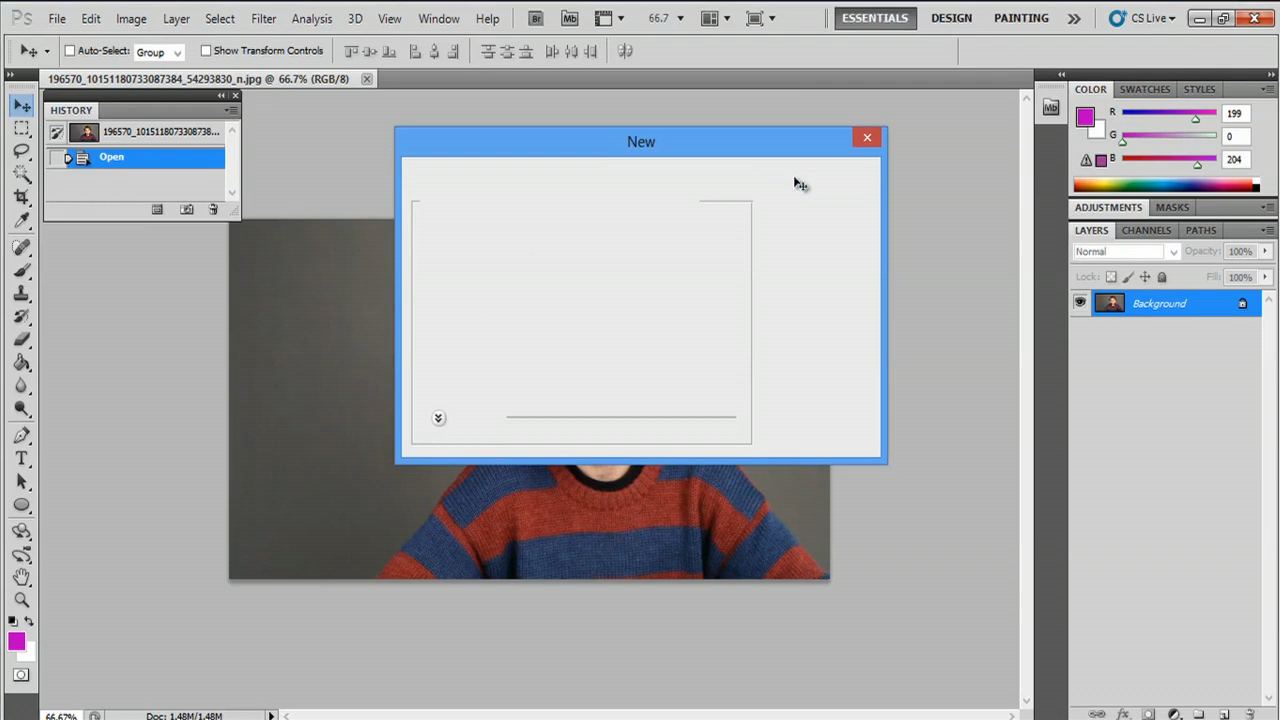 Ps File Edit Image Layer Select Filter Analysis 3D View Window Help Br Mb 66.7 ESSENTIALS DESIGN PAINTING CS Live
Auto-Select: Group Show Transform Controls
196570_10151180733087384_54293830_n.jpg @ 66.7% (RGB/8)
HISTORY
196570_1015118073308738...
Open
New
Mb
COLOR SWATCHES STYLES
R 199
G 0
B 204
ADJUSTMENTS MASKS
LAYERS CHANNELS PATHS
Normal Opacity: 100%
Lock: Fill: 100%
Background
66.67% Doc: 1.48M/1.48M